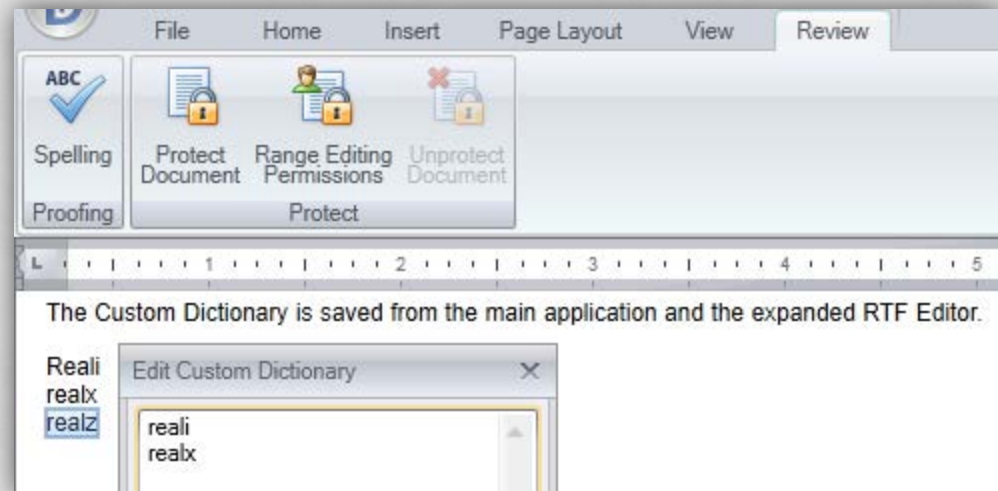 File Home Insert Page Layout View Review
ABC
Spelling
Protect Document
Range Editing Permissions
Unprotect Document
Proofing
Protect
L 1 2 3 4 5
The Custom Dictionary is saved from the main application and the expanded RTF Editor.
Reali
realx
realz
Edit Custom Dictionary
reali
realx